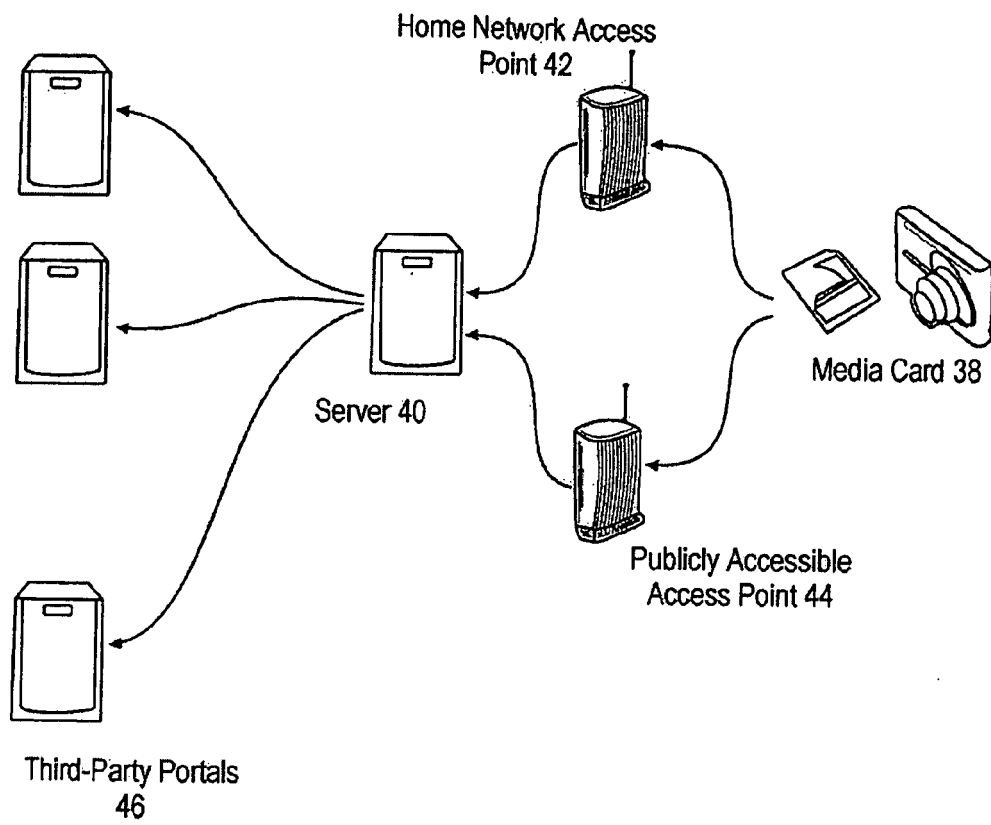 Home Network Access
Point 42
Media Card 38
Server 40
Publicly Accessible
Access Point 44
Third-Party Portals
46